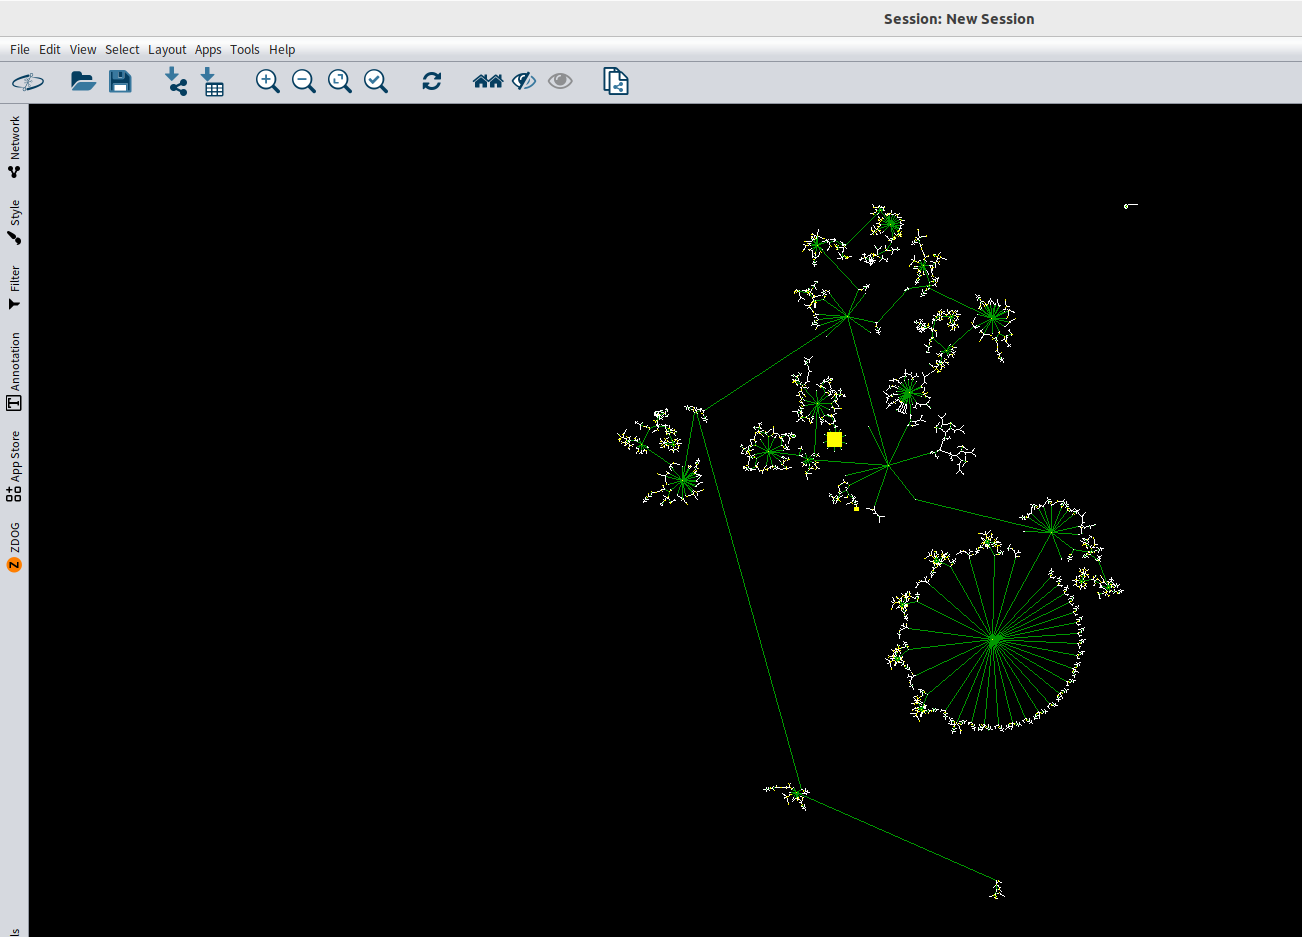 Session: New Session
File Edit View Select Layout Apps Tools Help
Network
Style
Filter
Annotation
App Store
ZDOG
Z
ls